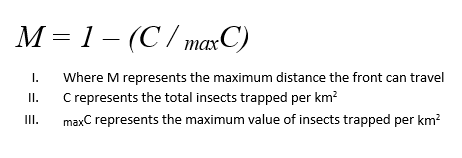 M = 1 – (C / maxC)
I. Where M represents the maximum distance the front can travel
II. C represents the total insects trapped per km²
III. maxC represents the maximum value of insects trapped per km²